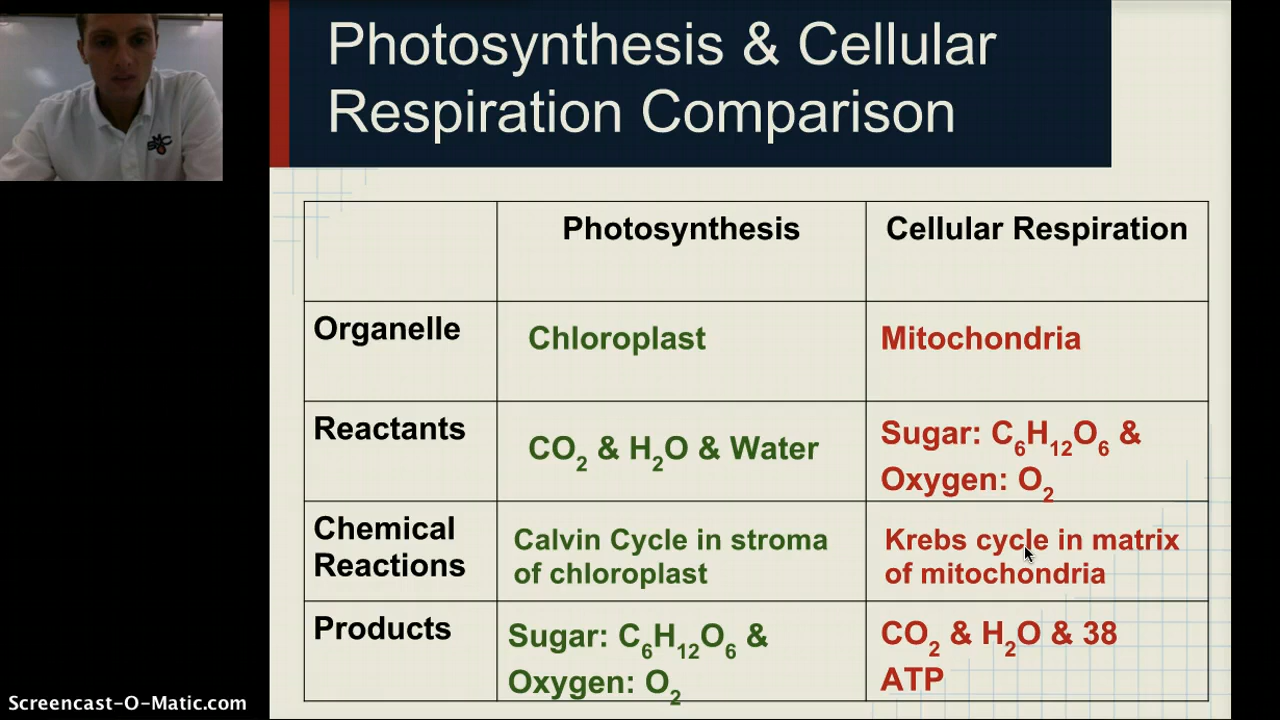 Photosynthesis & Cellular
Respiration Comparison
Photosynthesis
Cellular Respiration
Organelle
Chloroplast
Mitochondria
Reactants
CO₂ & H₂O & Water
Sugar: C₆H₁₂O₆ &
Oxygen: O₂
Chemical
Reactions
Calvin Cycle in stroma
of chloroplast
Krebs cycle in matrix
of mitochondria
Products
Sugar: C₆H₁₂O₆ &
Oxygen: O₂
CO₂ & H₂O & 38
ATP
SMC
Screencast-O-Matic.com